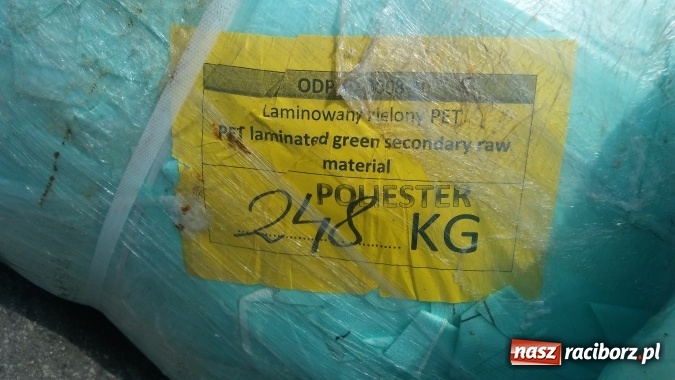 Laminowany zielony PET
PET laminated green secondary raw
material
POLIESTER
248 KG
nasz raciborz.pl